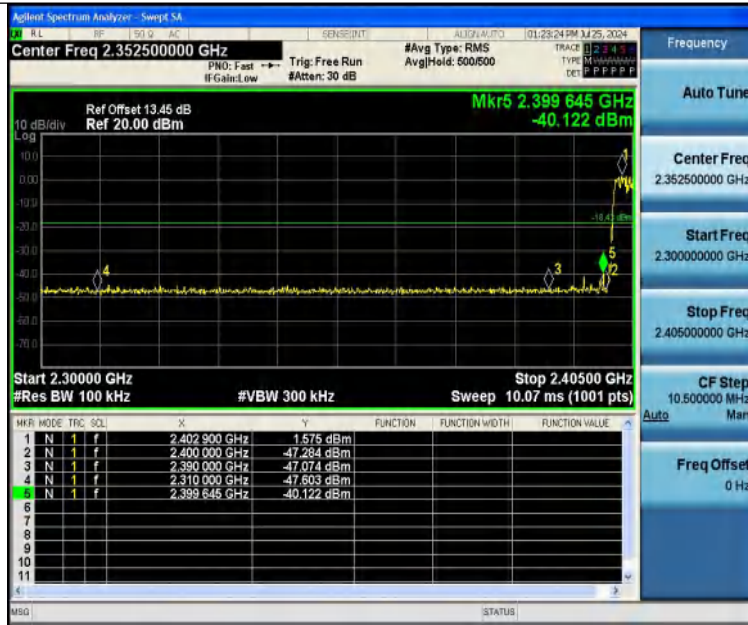 Agilent Spectrum Analyzer - Swept SA
RL RF 50 Ω AC SENSE:INT ALIGN AUTO 01:23:24 PM Jul 25, 2024
Center Freq 2.352500000 GHz #Avg Type: RMS TRACE 1 2 3 4 5 6
PNO: Fast Trig: Free Run Avg|Hold: 500/500 TYPE
IFGain:Low #Atten: 30 dB DET P P P P P P
Mkr5 2.399 645 GHz
Ref Offset 13.45 dB
10 dB/div Ref 20.00 dBm -40.122 dBm
Log
10.0
0.00
-10.0
-20.0
-30.0
-40.0
-50.0
-60.0
-70.0
1
5
2
3
4
Start 2.30000 GHz Stop 2.40500 GHz
#Res BW 100 kHz #VBW 300 kHz Sweep 10.07 ms (1001 pts)
MKR MODE TRC SCL X Y FUNCTION FUNCTION WIDTH FUNCTION VALUE
1 N 1 f 2.402 900 GHz 1.575 dBm
2 N 1 f 2.400 000 GHz -47.284 dBm
3 N 1 f 2.390 000 GHz -47.074 dBm
4 N 1 f 2.310 000 GHz -47.603 dBm
5 N 1 f 2.399 645 GHz -40.122 dBm
6
7
8
9
10
11
MSG STATUS
Frequency
Auto Tune
Center Freq
2.352500000 GHz
Start Freq
2.300000000 GHz
Stop Freq
2.405000000 GHz
CF Step
10.500000 MHz
Auto Man
Freq Offset
0 Hz